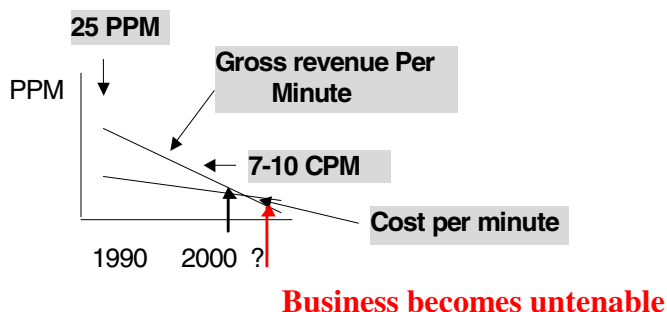 25 PPM
Gross revenue Per
Minute
PPM
7-10 CPM
Cost per minute
1990 2000 ?
Business becomes untenable